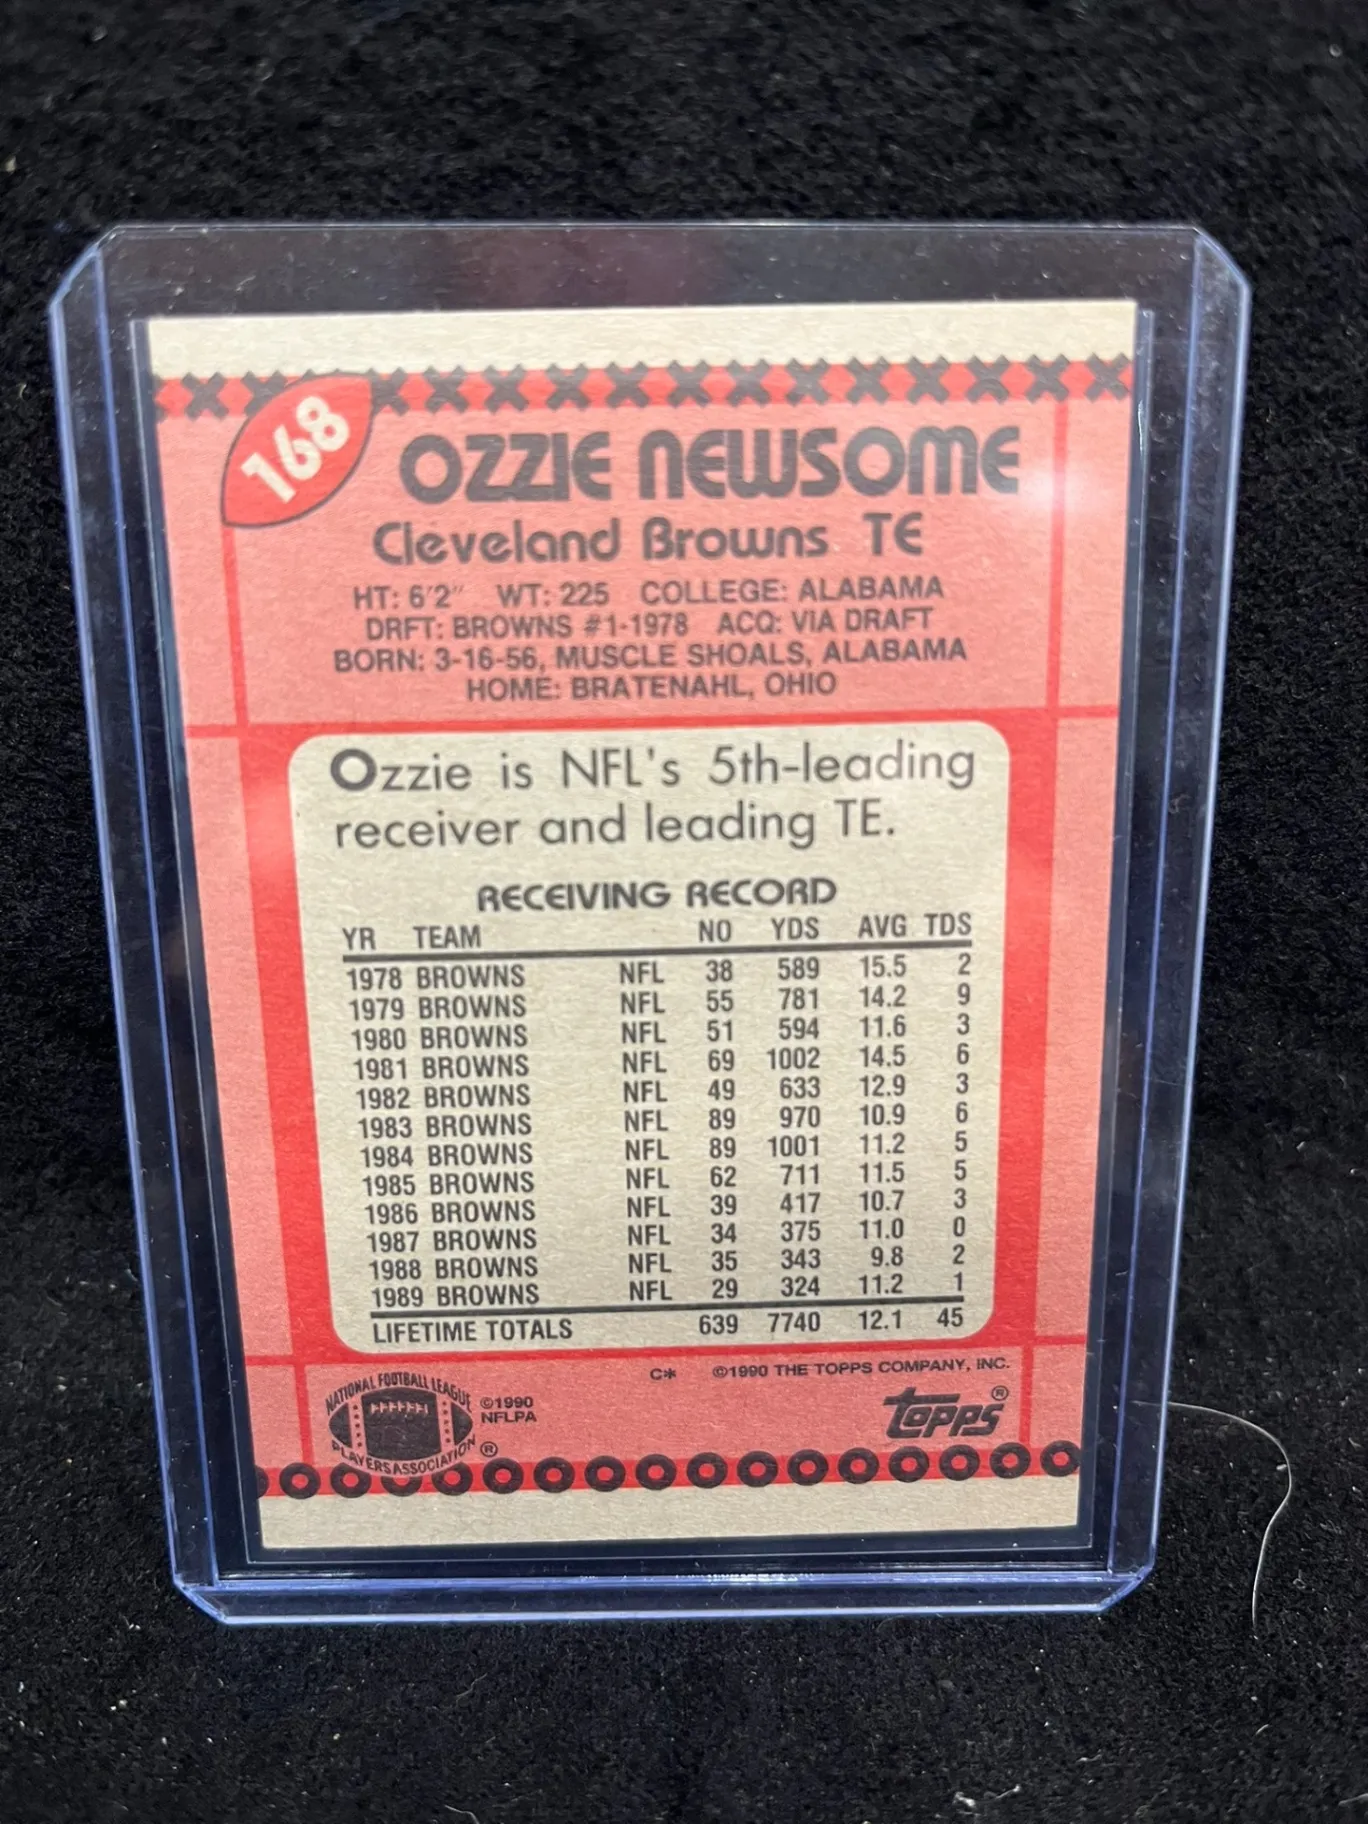 168
OZZIE NEWSOME
Cleveland Browns TE
HT: 6'2" WT: 225 COLLEGE: ALABAMA
DRFT: BROWNS #1-1978 ACQ: VIA DRAFT
BORN: 3-16-56, MUSCLE SHOALS, ALABAMA
HOME: BRATENAHL, OHIO
Ozzie is NFL's 5th-leading
receiver and leading TE.
RECEIVING RECORD
YR TEAM NO YDS AVG TDS
1978 BROWNS NFL 38 589 15.5 2
1979 BROWNS NFL 55 781 14.2 9
1980 BROWNS NFL 51 594 11.6 3
1981 BROWNS NFL 69 1002 14.5 6
1982 BROWNS NFL 49 633 12.9 3
1983 BROWNS NFL 89 970 10.9 6
1984 BROWNS NFL 89 1001 11.2 5
1985 BROWNS NFL 62 711 11.5 5
1986 BROWNS NFL 39 417 10.7 3
1987 BROWNS NFL 34 375 11.0 0
1988 BROWNS NFL 35 343 9.8 2
1989 BROWNS NFL 29 324 11.2 1
LIFETIME TOTALS 639 7740 12.1 45
C* ©1990 THE TOPPS COMPANY, INC.
NATIONAL FOOTBALL LEAGUE
PLAYERS ASSOCIATION ®
©1990
NFLPA
TOPPS®